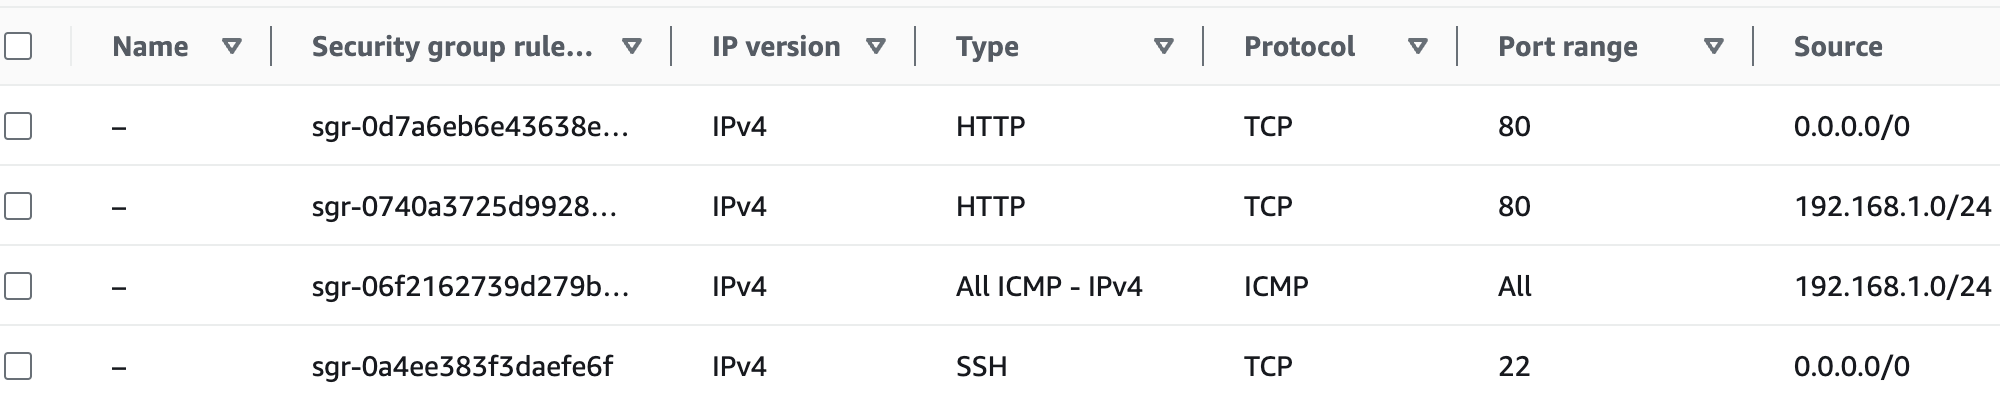 Name Security group rule... IP version Type Protocol Port range Source
– sgr-0d7a6eb6e43638e... IPv4 HTTP TCP 80 0.0.0.0/0
– sgr-0740a3725d9928... IPv4 HTTP TCP 80 192.168.1.0/24
– sgr-06f2162739d279b... IPv4 All ICMP - IPv4 ICMP All 192.168.1.0/24
– sgr-0a4ee383f3daefe6f IPv4 SSH TCP 22 0.0.0.0/0